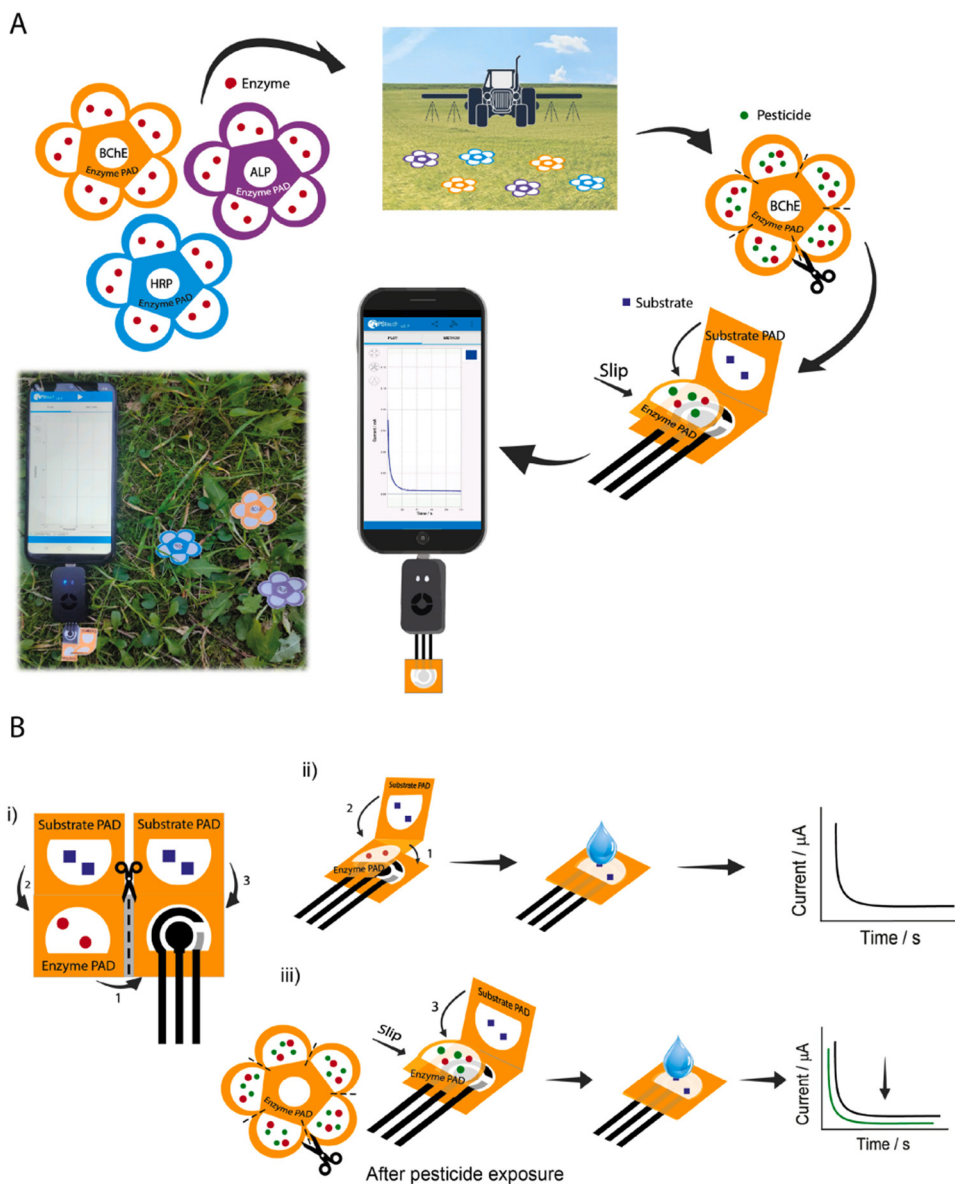 A
Enzyme
BChE
Enzyme PAD
ALP
Enzyme PAD
HRP
Enzyme PAD
Pesticide
BChE
Enzyme PAD
Substrate
Substrate PAD
Slip
Enzyme PAD
PStouch
PLOT
METHOD
Time / s
B
i)
Substrate PAD
Substrate PAD
2
3
Enzyme PAD
1
ii)
Substrate PAD
2
1
Enzyme PAD
Current / µA
Time / s
iii)
Enzyme PAD
Slip
3
Substrate PAD
Enzyme PAD
Current / µA
Time / s
After pesticide exposure